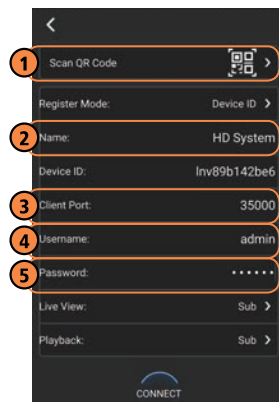 1 Scan QR Code
Register Mode: Device ID
2 Name: HD System
Device ID: lnv89b142be6
3 Client Port: 35000
4 Username: admin
5 Password: ••••••
Live View: Sub
Playback: Sub
CONNECT